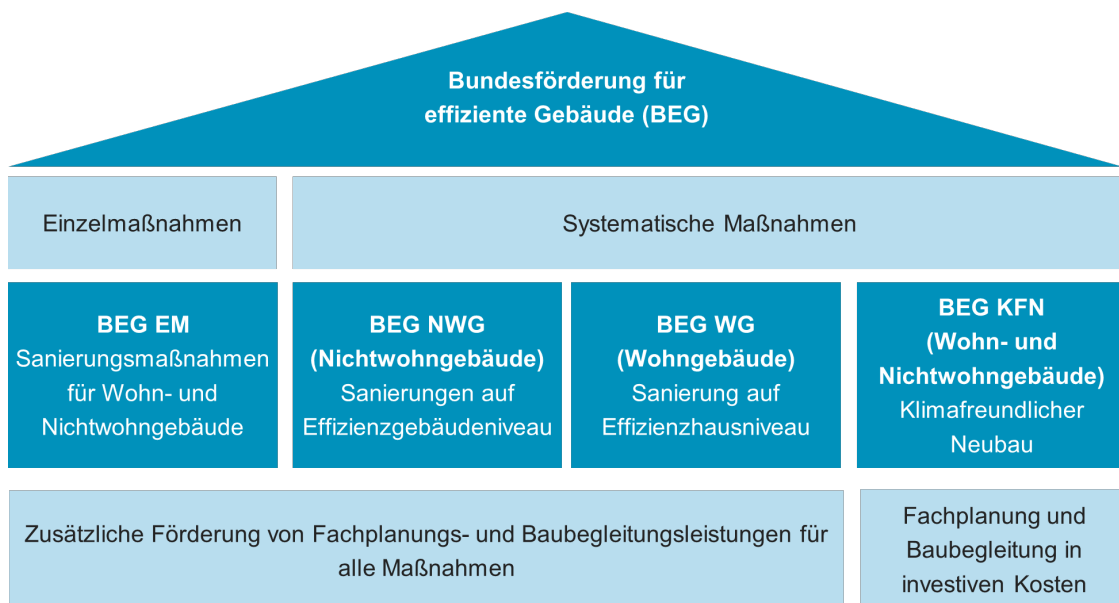 Bundesförderung für
effiziente Gebäude (BEG)
Einzelmaßnahmen
Systematische Maßnahmen
BEG EM
Sanierungsmaßnahmen
für Wohn- und
Nichtwohngebäude
BEG NWG
(Nichtwohngebäude)
Sanierungen auf
Effizienzgebäudeniveau
BEG WG
(Wohngebäude)
Sanierung auf
Effizienzhausniveau
BEG KFN
(Wohn- und
Nichtwohngebäude)
Klimafreundlicher
Neubau
Zusätzliche Förderung von Fachplanungs- und Baubegleitungsleistungen für
alle Maßnahmen
Fachplanung und
Baubegleitung in
investiven Kosten